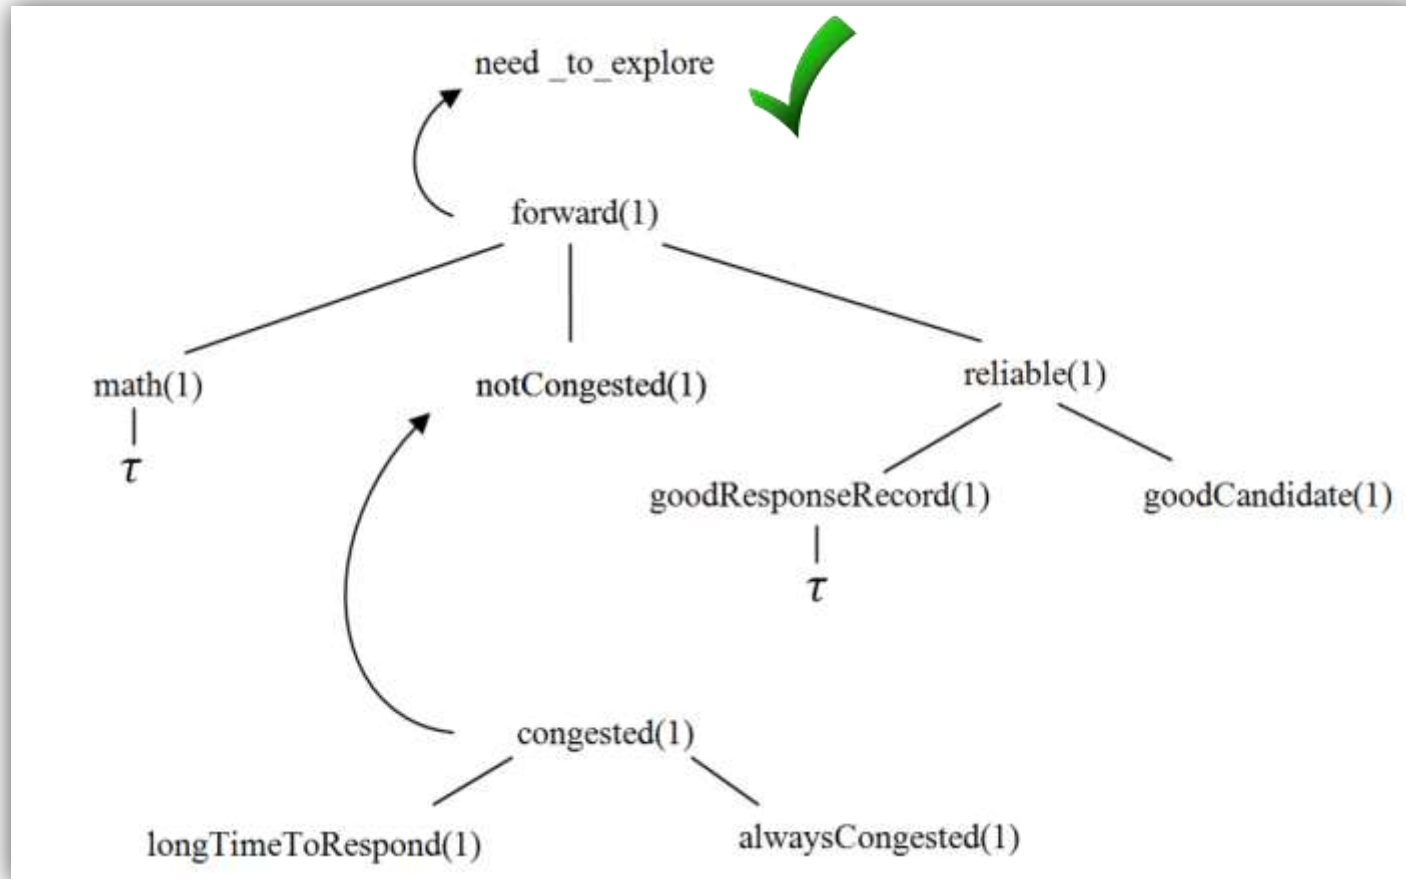 need _to_explore
forward(1)
math(1)
notCongested(1)
reliable(1)
τ
goodResponseRecord(1)
goodCandidate(1)
τ
congested(1)
longTimeToRespond(1)
alwaysCongested(1)